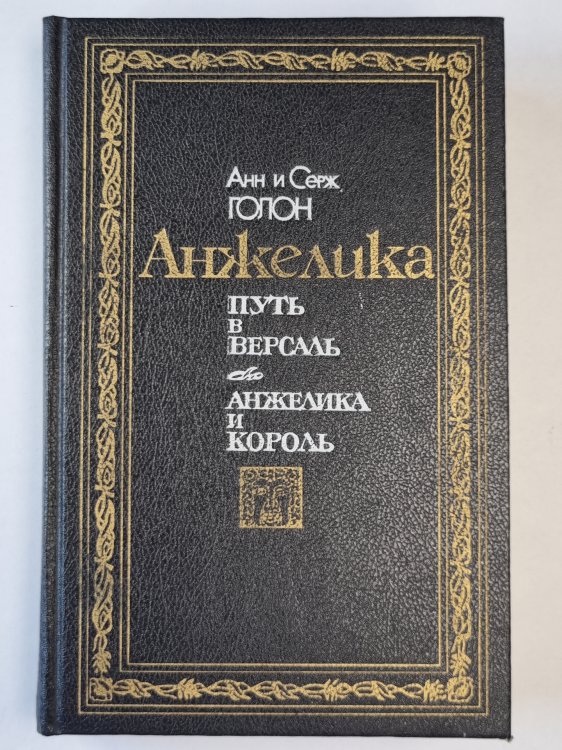 Анн и Серж
ГОЛОН
Анжелика
ПУТЬ
В
ВЕРСАЛЬ
АНЖЕЛИКА
И
КОРОЛЬ